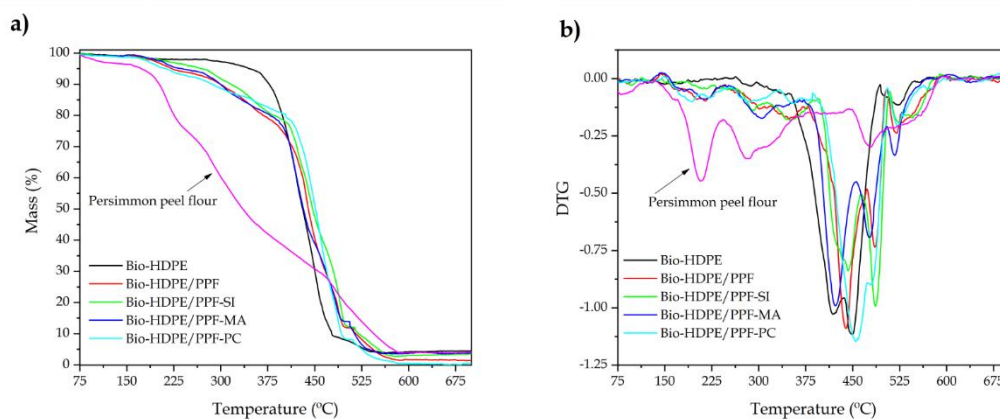 a)
100
90
80
70
60
50
40
30
20
10
0
Mass (%)
Persimmon peel flour
Bio-HDPE
Bio-HDPE/PPF
Bio-HDPE/PPF-SI
Bio-HDPE/PPF-MA
Bio-HDPE/PPF-PC
75 150 225 300 375 450 525 600 675
Temperature (ºC)
b)
0.00
-0.25
-0.50
-0.75
-1.00
-1.25
DTG
Persimmon peel flour
Bio-HDPE
Bio-HDPE/PPF
Bio-HDPE/PPF-SI
Bio-HDPE/PPF-MA
Bio-HDPE/PPF-PC
75 150 225 300 375 450 525 600 675
Temperature (ºC)